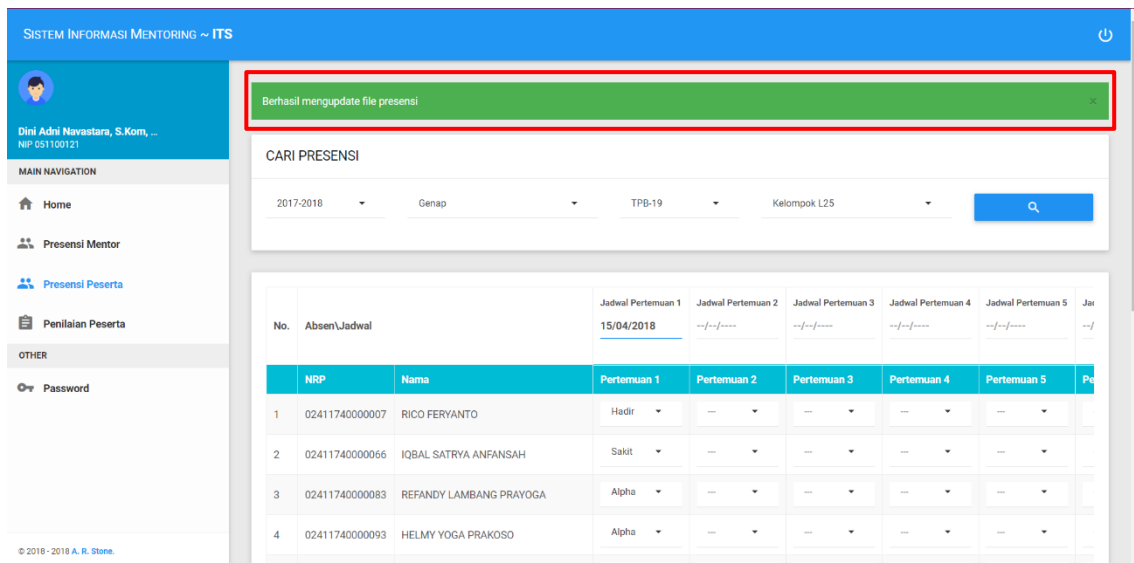 SISTEM INFORMASI MENTORING ~ ITS
Dini Adni Navastara, S.Kom, ...
NIP 051100121
MAIN NAVIGATION
Home
Presensi Mentor
Presensi Peserta
Penilaian Peserta
OTHER
Password
© 2018 - 2018 A. R. Stone.
Berhasil mengupdate file presensi ×
CARI PRESENSI
2017-2018 Genap TPB-19 Kelompok L25
Jadwal Pertemuan 1 Jadwal Pertemuan 2 Jadwal Pertemuan 3 Jadwal Pertemuan 4 Jadwal Pertemuan 5 Jar
No. Absen\Jadwal 15/04/2018 --/--/---- --/--/---- --/--/---- --/--/---- --/
NRP Nama Pertemuan 1 Pertemuan 2 Pertemuan 3 Pertemuan 4 Pertemuan 5 Pe
1 02411740000007 RICO FERYANTO Hadir --- --- --- ---
2 02411740000066 IQBAL SATRYA ANFANSAH Sakit --- --- --- ---
3 02411740000083 REFANDY LAMBANG PRAYOGA Alpha --- --- --- ---
4 02411740000093 HELMY YOGA PRAKOSO Alpha --- --- --- ---